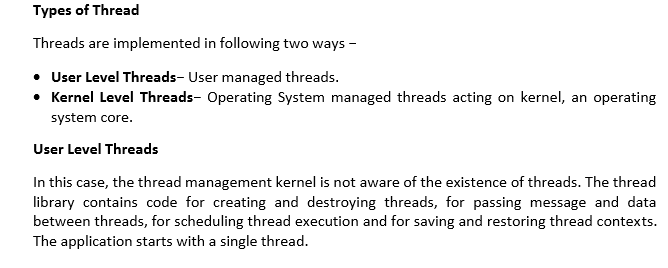 Types of Thread
Threads are implemented in following two ways –
• User Level Threads– User managed threads.
• Kernel Level Threads– Operating System managed threads acting on kernel, an operating
system core.
User Level Threads
In this case, the thread management kernel is not aware of the existence of threads. The thread
library contains code for creating and destroying threads, for passing message and data
between threads, for scheduling thread execution and for saving and restoring thread contexts.
The application starts with a single thread.